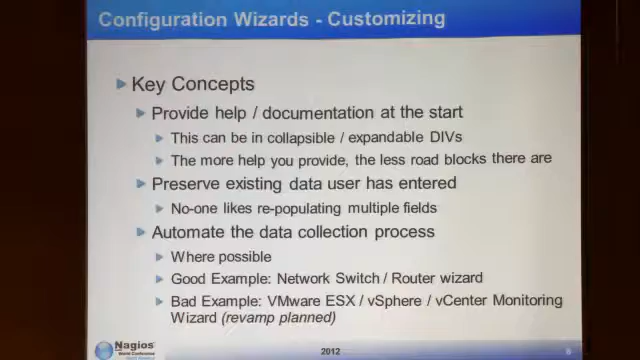 Configuration Wizards - Customizing
Key Concepts
Provide help / documentation at the start
This can be in collapsible / expandable DIVs
The more help you provide, the less road blocks there are
Preserve existing data user has entered
No-one likes re-populating multiple fields
Automate the data collection process
Where possible
Good Example: Network Switch / Router wizard
Bad Example: VMware ESX / vSphere / vCenter Monitoring
Wizard (revamp planned)
Nagios
World Conference
2012